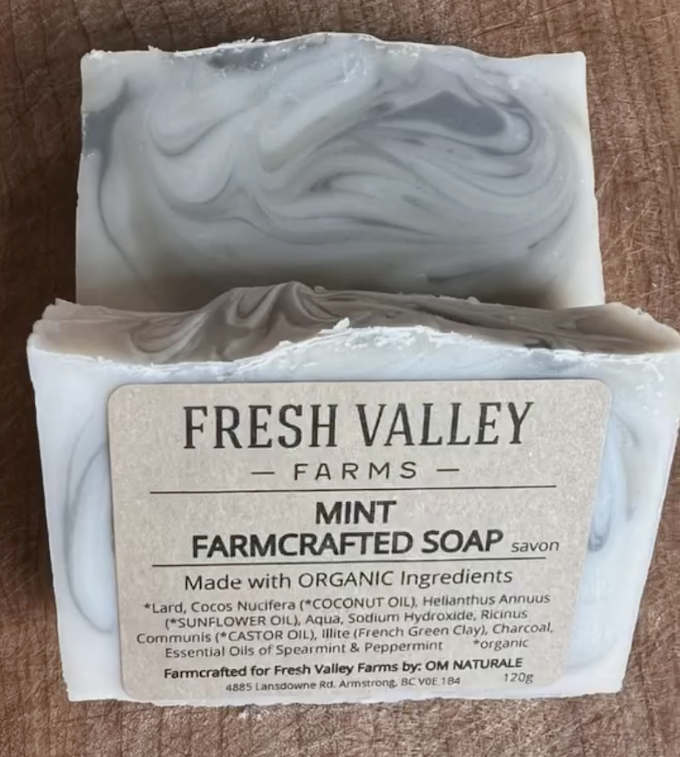 FRESH VALLEY
— FARMS —
MINT
FARMCRAFTED SOAP savon
Made with ORGANIC Ingredients
*Lard, Cocos Nucifera (*COCONUT OIL), Helianthus Annuus
(*SUNFLOWER OIL), Aqua, Sodium Hydroxide, Ricinus
Communis (*CASTOR OIL), Illite (French Green Clay), Charcoal,
Essential Oils of Spearmint & Peppermint *organic
Farmcrafted for Fresh Valley Farms by: OM NATURALE
4885 Lansdowne Rd. Armstrong, BC V0E 1B4 120g